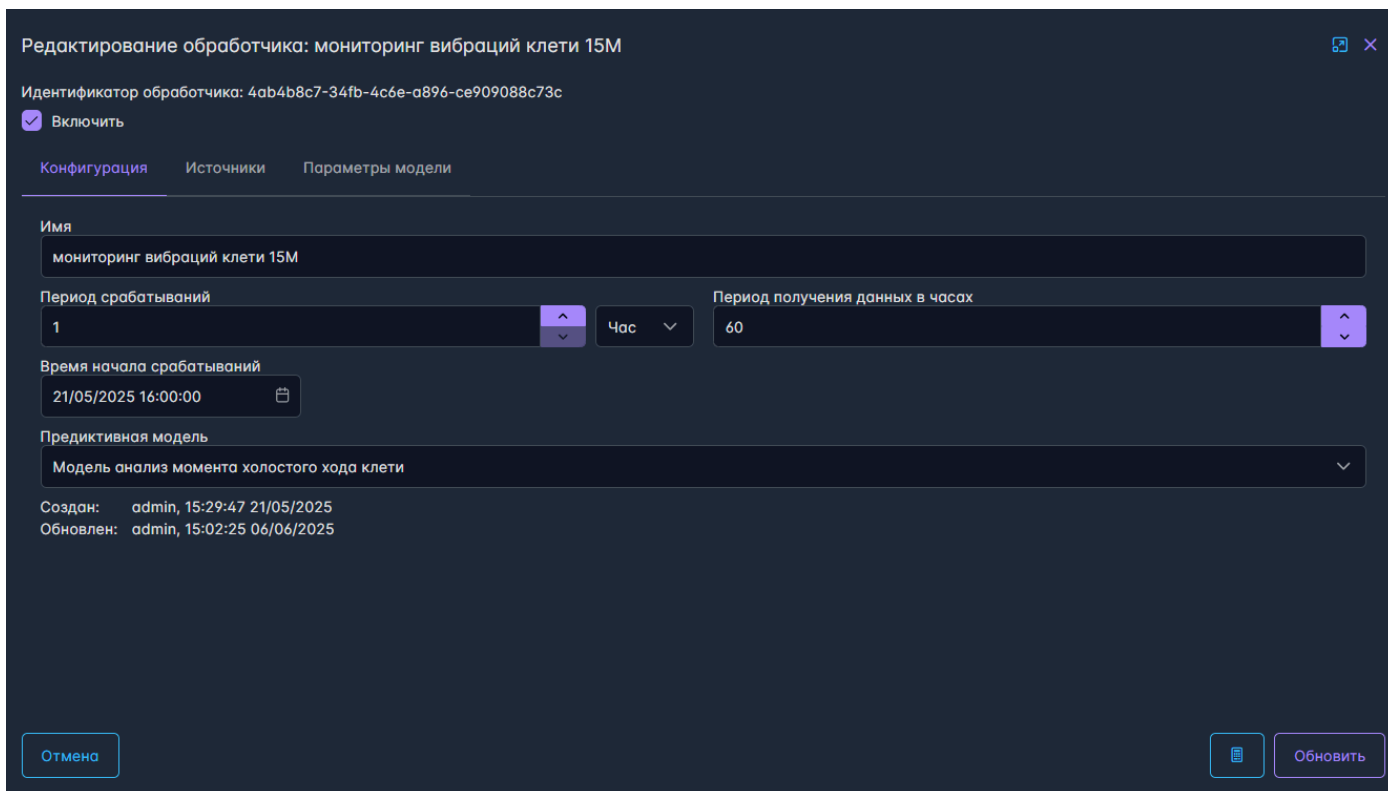 Редактирование обработчика: мониторинг вибраций клети 15М
Идентификатор обработчика: 4ab4b8c7-34fb-4c6e-a896-ce909088c73c
Включить
Конфигурация Источники Параметры модели
Имя
мониторинг вибраций клети 15М
Период срабатываний Период получения данных в часах
1 Час 60
Время начала срабатываний
21/05/2025 16:00:00
Предиктивная модель
Модель анализ момента холостого хода клети
Создан: admin, 15:29:47 21/05/2025
Обновлен: admin, 15:02:25 06/06/2025
Отмена Обновить